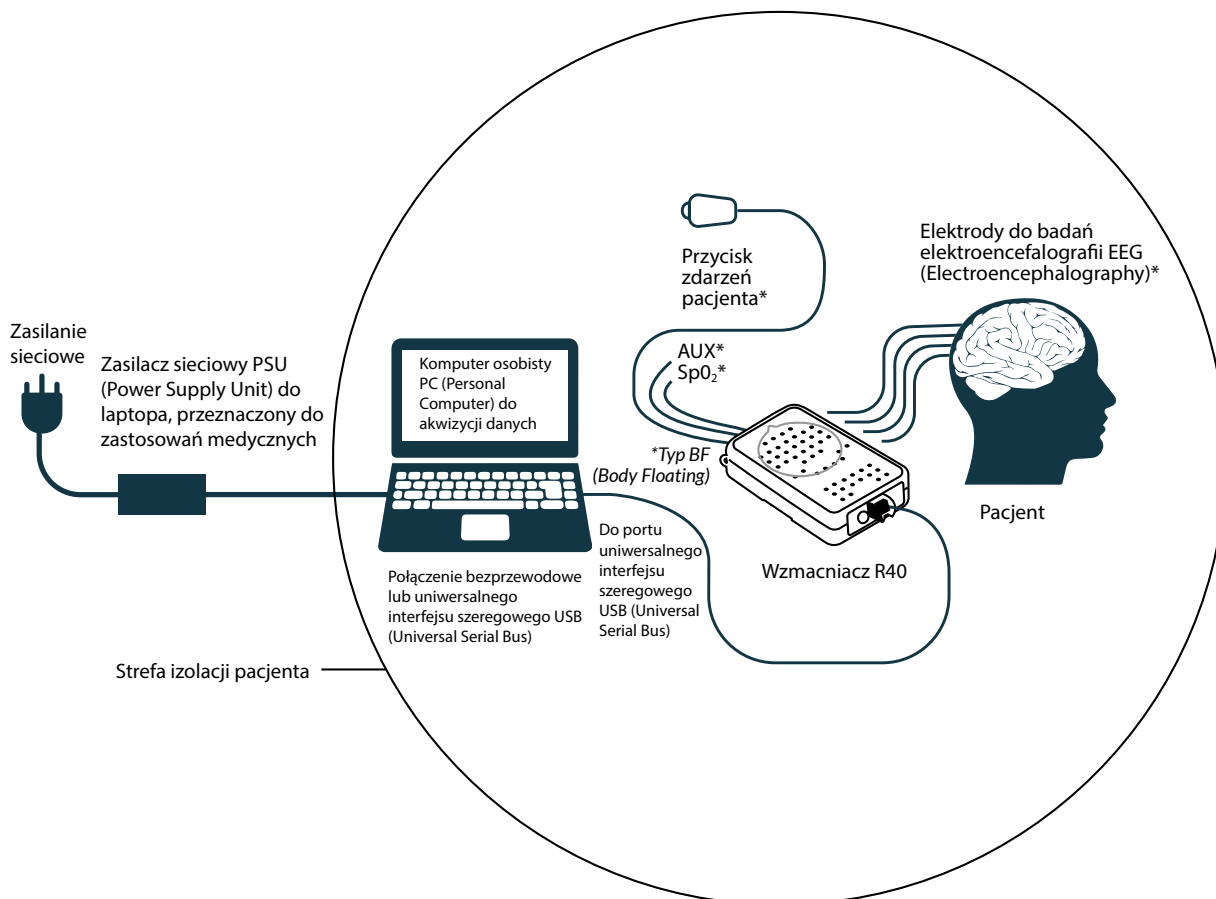 Zasilanie
sieciowe
Zasilacz sieciowy PSU
(Power Supply Unit) do
laptopa, przeznaczony do
zastosowań medycznych
Komputer osobisty
PC (Personal
Computer) do
akwizycji danych
Połączenie bezprzewodowe
lub uniwersalnego
interfejsu szeregowego USB
(Universal Serial Bus)
Do portu
uniwersalnego
interfejsu
szeregowego
USB (Universal
Serial Bus)
Przycisk
zdarzeń
pacjenta*
AUX*
Sp0₂*
*Typ BF
(Body Floating)
Wzmacniacz R40
Elektrody do badań
elektroencefalografii EEG
(Electroencephalography)*
Pacjent
Strefa izolacji pacjenta